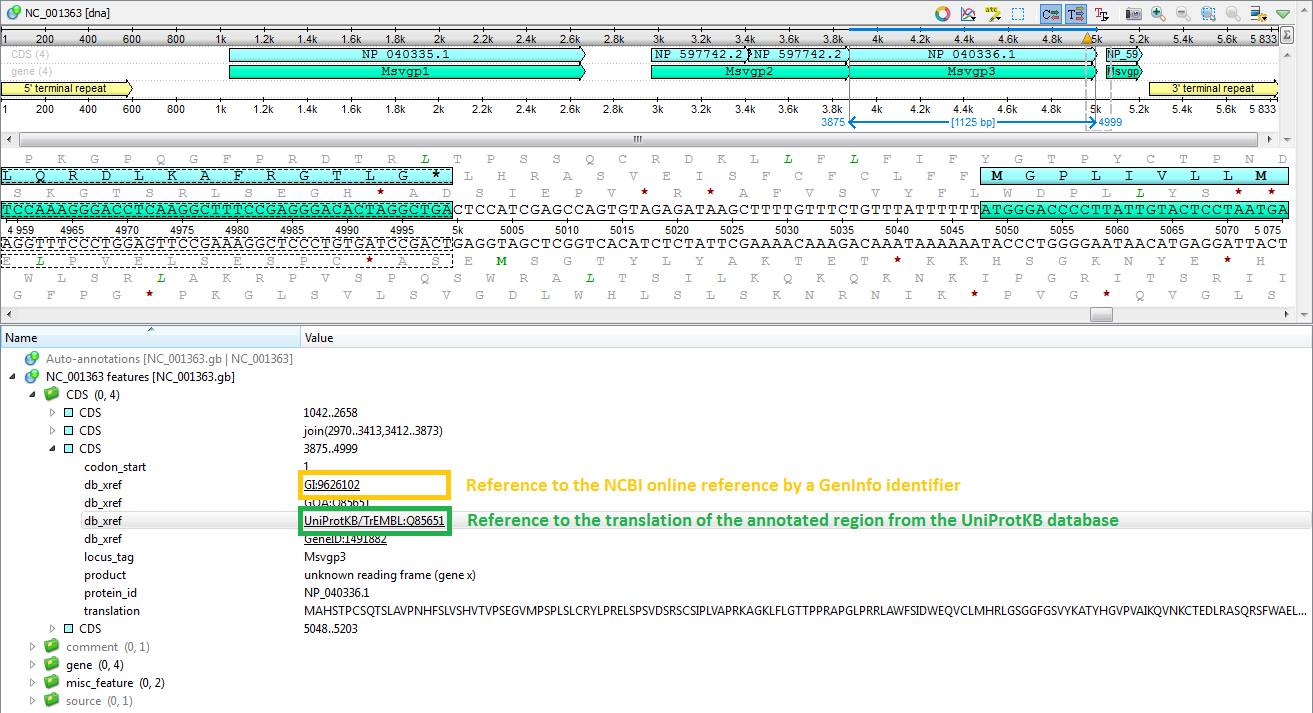 NC_001363 [dna]
1 200 400 600 800 1k 1.2k 1.4k 1.6k 1.8k 2k 2.2k 2.4k 2.6k 2.8k 3k 3.2k 3.4k 3.6k 3.8k 4k 4.2k 4.4k 4.6k 4.8k 5k 5.2k 5.4k 5.6k 5 833
CDS (4) NP 040335.1 NP 597742.2 NP 597742.2 NP 040336.1 NP_59
gene (4) Msvgp1 Msvgp2 Msvgp3 Msvgp
5' terminal repeat 3' terminal repeat
1 200 400 600 800 1k 1.2k 1.4k 1.6k 1.8k 2k 2.2k 2.4k 2.6k 2.8k 3k 3.2k 3.4k 3.6k 3.8k 4k 4.2k 4.4k 4.6k 4.8k 5k 5.2k 5.4k 5.6k 5 833
3875 [1125 bp] 4999
P K G P Q G F P R D T R L T P S S Q C R D K L L F L F I F Y G T P Y C T P N D
L Q R D L K A F R G T L G * L H R A S V E I S F C F C L F F M G P L I V L L M
S K G T S R L S E G H * A D S I E P V * R * A F V S V Y F L W D P L L Y S * *
TCCAAAGGGACCTCAAGGCTTTCCGAGGGACACTAGGCTGACTCCATCGAGCCAGTGTAGAGATAAGCTTTTGTTTCTGTTTATTTTTTATGGGACCCCTTATTGTACTCCTAATGA
4 959 4965 4970 4975 4980 4985 4990 4995 5k 5005 5010 5015 5020 5025 5030 5035 5040 5045 5050 5055 5060 5065 5070 5 075
AGGTTTCCCTGGAGTTCCGAAAGGCTCCCTGTGATCCGACTGAGGTAGCTCGGTCACATCTCTATTCGAAAACAAAGACAAATAAAAAATACCCTGGGGAATAACATGAGGATTACT
E L P V E L S E S P C * A S E M S G T Y L Y A K T E T * K K H S G K N Y E * H
W L S R L A K R P V S P Q S W R A L T S I L K Q K Q K N K I P G R I T S R I I
G F P G * P K G L S V L S V G D L W H L S L S K N R N I K * P V G * Q V G L S
Name Value
Auto-annotations [NC_001363.gb | NC_001363]
NC_001363 features [NC_001363.gb]
CDS (0, 4)
CDS 1042..2658
CDS join(2970..3413,3412..3873)
CDS 3875..4999
codon_start 1
db_xref GI:9626102 Reference to the NCBI online reference by a GenInfo identifier
db_xref GOA:Q85651
db_xref UniProtKB/TrEMBL:Q85651 Reference to the translation of the annotated region from the UniProtKB database
db_xref GeneID:1491882
locus_tag Msvgp3
product unknown reading frame (gene x)
protein_id NP_040336.1
translation MAHSTPCSQTSLAVPNHFSLVSHVTVPSEGVMPSPLSLCRYLPRELSPSVDSRSCSIPLVAPRKAGKLFLGTTPPRAPGLPRRLAWFSIDWEQVCLMHRLGSGGFGSVYKATYHGVPVAIKQVNKCTEDLRASQRSFWAEL...
CDS 5048..5203
comment (0, 1)
gene (0, 4)
misc_feature (0, 2)
source (0, 1)